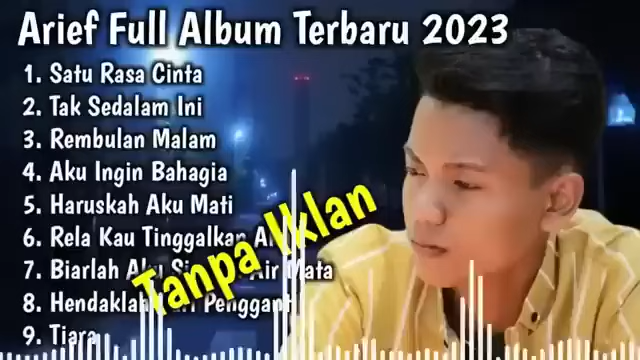 Arief Full Album Terbaru 2023
1. Satu Rasa Cinta
2. Tak Sedalam Ini
3. Rembulan Malam
4. Aku Ingin Bahagia
5. Haruskah Aku Mati
6. Rela Kau Tinggalkan
7. Biarlah Aku Air Mata
8. Hendaklah
9. Tiara
Tanpa Iklan